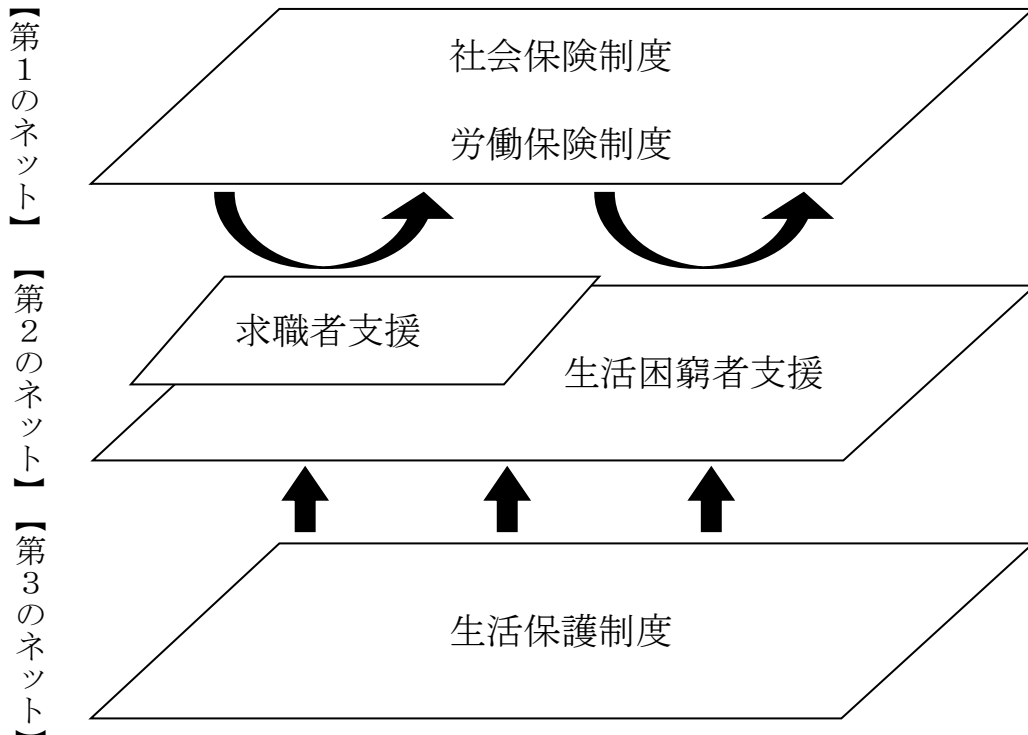 【第１のネット】
社会保険制度
労働保険制度
【第２のネット】
求職者支援
生活困窮者支援
【第３のネット】
生活保護制度